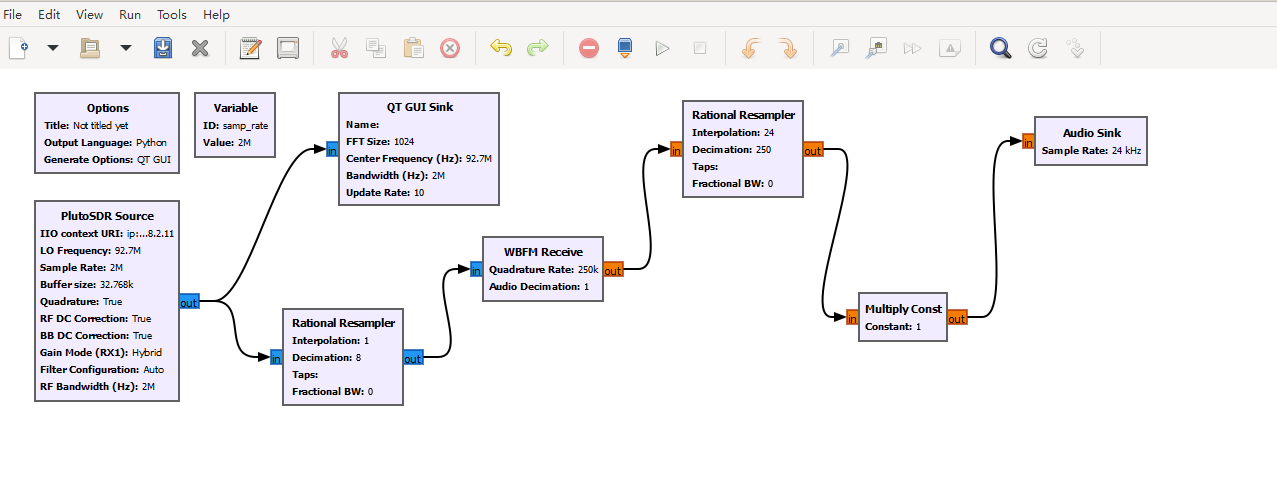 File Edit View Run Tools Help
Options
Title: Not titled yet
Output Language: Python
Generate Options: QT GUI
Variable
ID: samp_rate
Value: 2M
QT GUI Sink
Name:
FFT Size: 1024
Center Frequency (Hz): 92.7M
Bandwidth (Hz): 2M
Update Rate: 10
in
Rational Resampler
Interpolation: 24
Decimation: 250
Taps:
Fractional BW: 0
in
out
Audio Sink
Sample Rate: 24 kHz
in
PlutoSDR Source
IIO context URI: ip:...8.2.11
LO Frequency: 92.7M
Sample Rate: 2M
Buffer size: 32.768k
Quadrature: True
RF DC Correction: True
BB DC Correction: True
Gain Mode (RX1): Hybrid
Filter Configuration: Auto
RF Bandwidth (Hz): 2M
out
WBFM Receive
Quadrature Rate: 250k
Audio Decimation: 1
in
out
Rational Resampler
Interpolation: 1
Decimation: 8
Taps:
Fractional BW: 0
in
out
Multiply Const
Constant: 1
in
out